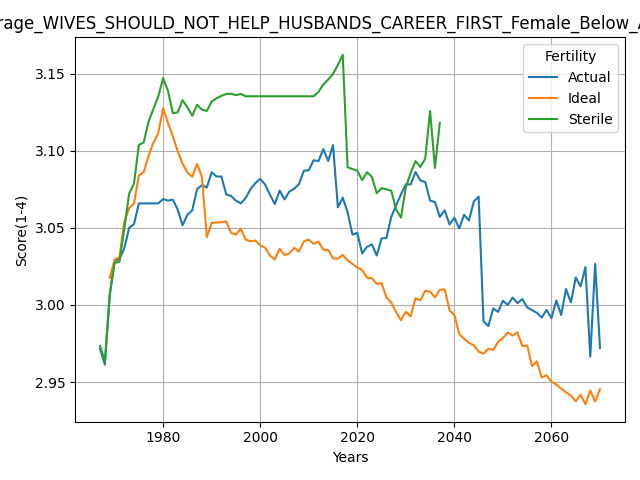 rage_WIVES_SHOULD_NOT_HELP_HUSBANDS_CAREER_FIRST_Female_Below_A
Fertility
Actual
Ideal
Sterile
Score(1-4)
3.15
3.10
3.05
3.00
2.95
1980
2000
2020
2040
2060
Years